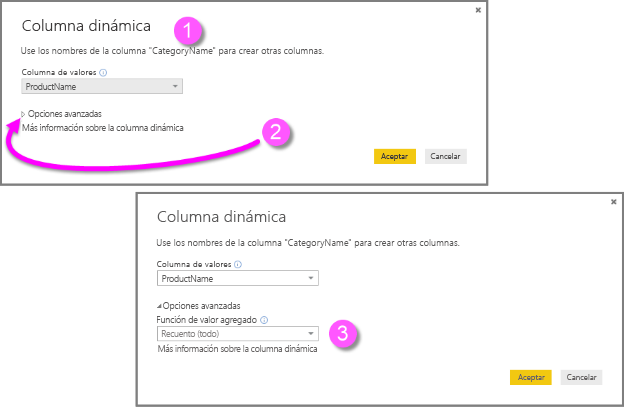 Columna dinámica
1
Use los nombres de la columna "CategoryName" para crear otras columnas.
Columna de valores
ProductName
Opciones avanzadas
Más información sobre la columna dinámica
2
Aceptar Cancelar
Columna dinámica
Use los nombres de la columna "CategoryName" para crear otras columnas.
Columna de valores
ProductName
Opciones avanzadas
Función de valor agregado
Recuento (todo)
3
Más información sobre la columna dinámica
Aceptar Cancelar